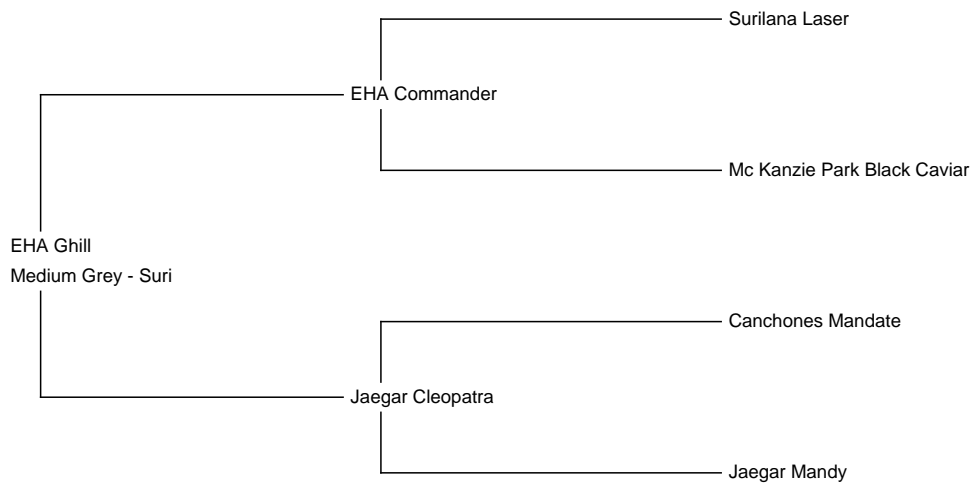 Surilana Laser
EHA Commander
Mc Kanzie Park Black Caviar
EHA Ghill
Medium Grey - Suri
Canchones Mandate
Jaegar Cleopatra
Jaegar Mandy